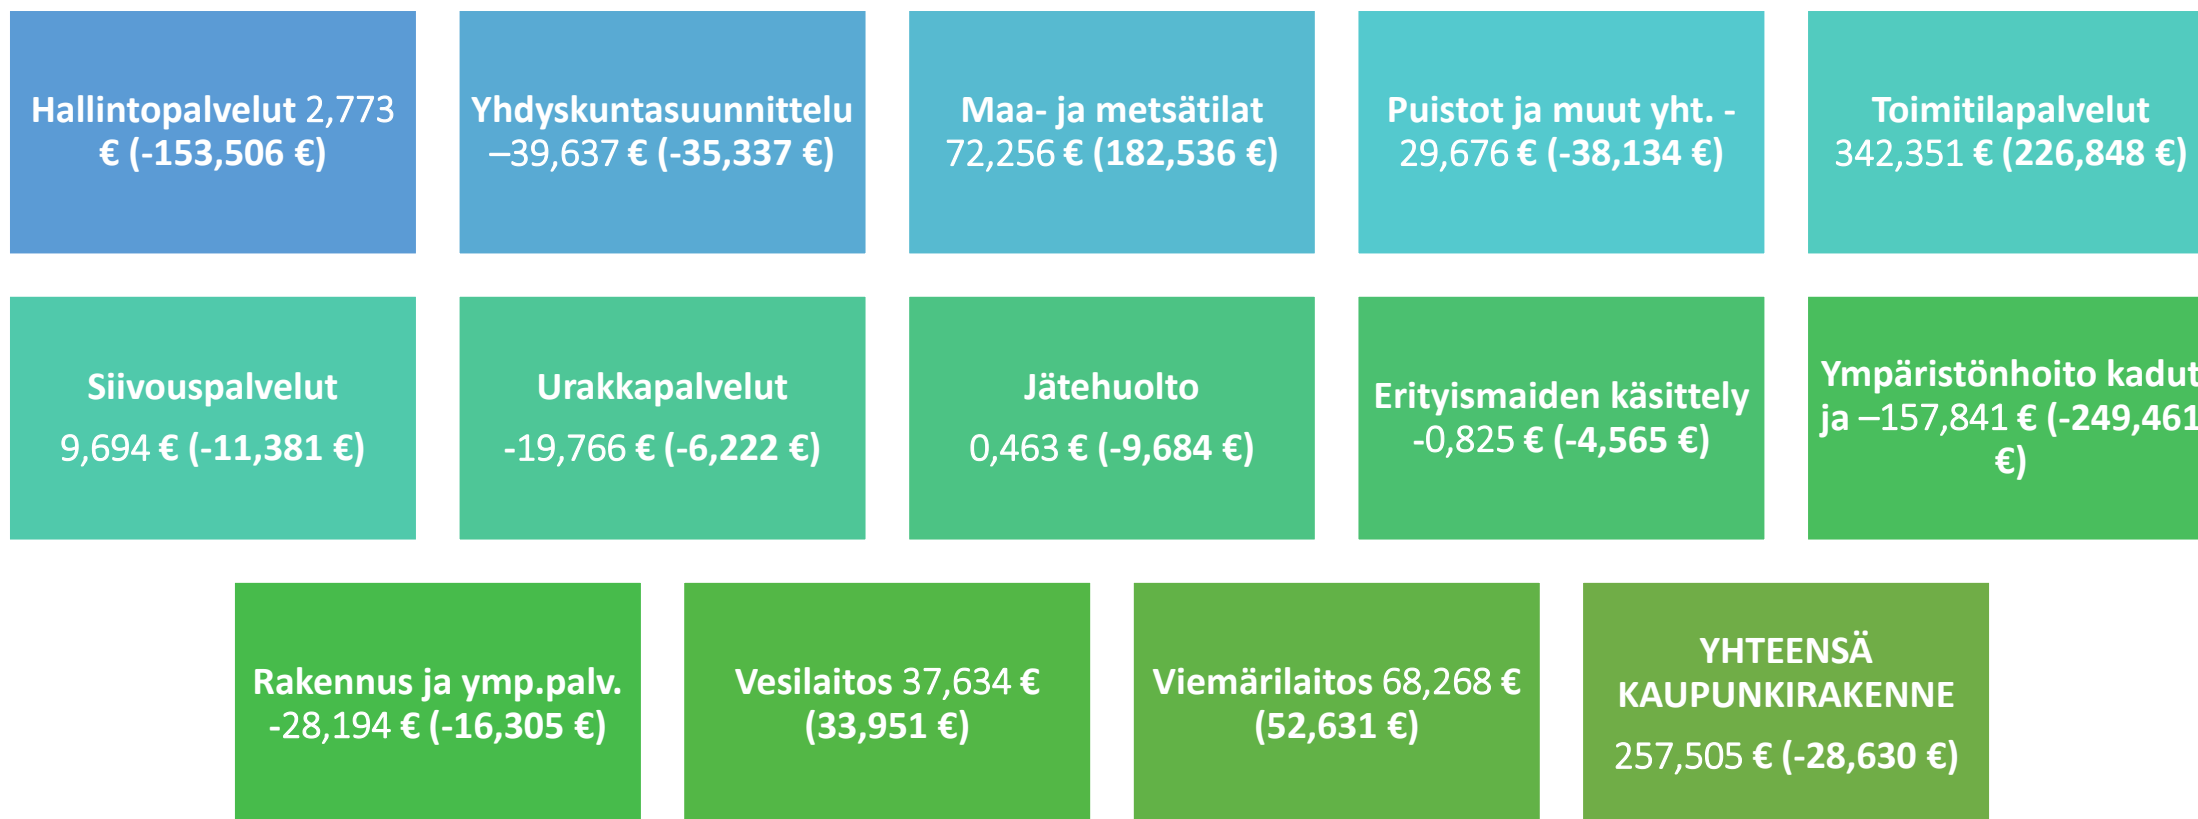 Hallintopalvelut 2,773
€ (-153,506 €)
Yhdyskuntasuunnittelu
–39,637 € (-35,337 €)
Maa- ja metsätilat
72,256 € (182,536 €)
Puistot ja muut yht. -
29,676 € (-38,134 €)
Toimitilapalvelut
342,351 € (226,848 €)
Siivouspalvelut
9,694 € (-11,381 €)
Urakkapalvelut
-19,766 € (-6,222 €)
Jätehuolto
0,463 € (-9,684 €)
Erityismaiden käsittely
-0,825 € (-4,565 €)
Ympäristönhoito kadut
ja –157,841 € (-249,461
€)
Rakennus ja ymp.palv.
-28,194 € (-16,305 €)
Vesilaitos 37,634 €
(33,951 €)
Viemärilaitos 68,268 €
(52,631 €)
YHTEENSÄ
KAUPUNKIRAKENNE
257,505 € (-28,630 €)